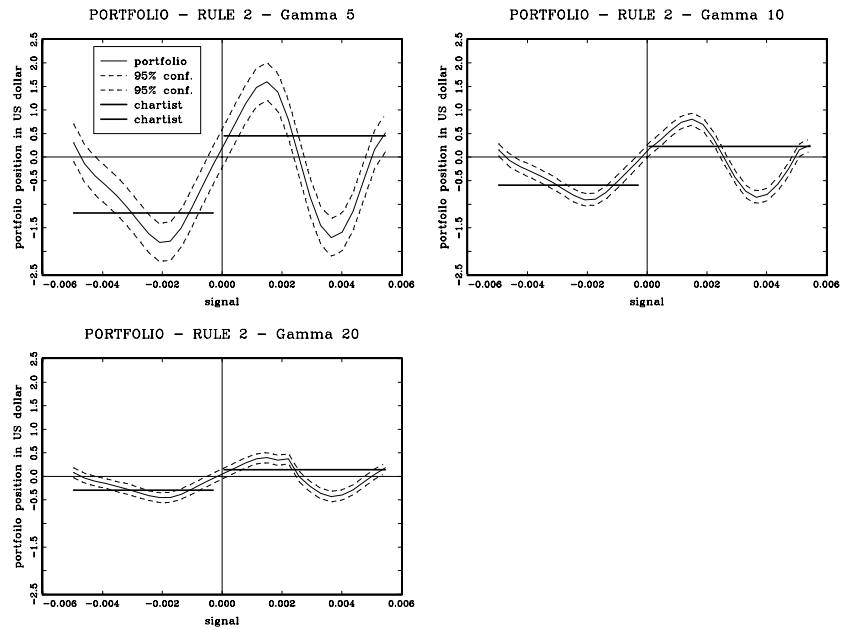 PORTFOLIO – RULE 2 – Gamma 5
portfolio position in US dollar
2.5
2.0
1.5
1.0
0.5
0.0
-0.5
-1.5
-2.5
portfolio
95% conf.
95% conf.
chartist
chartist
-0.006 -0.004 -0.002 0.000 0.002 0.004 0.006
signal
PORTFOLIO – RULE 2 – Gamma 10
portfolio position in US dollar
2.5
2.0
1.5
1.0
0.5
0.0
-0.5
-1.5
-2.5
-0.006 -0.004 -0.002 0.000 0.002 0.004 0.006
signal
PORTFOLIO – RULE 2 – Gamma 20
portfoilo position in US dollar
2.5
2.0
1.5
1.0
0.5
0.0
-0.5
-1.5
-2.5
-0.006 -0.004 -0.002 0.000 0.002 0.004 0.006
signal